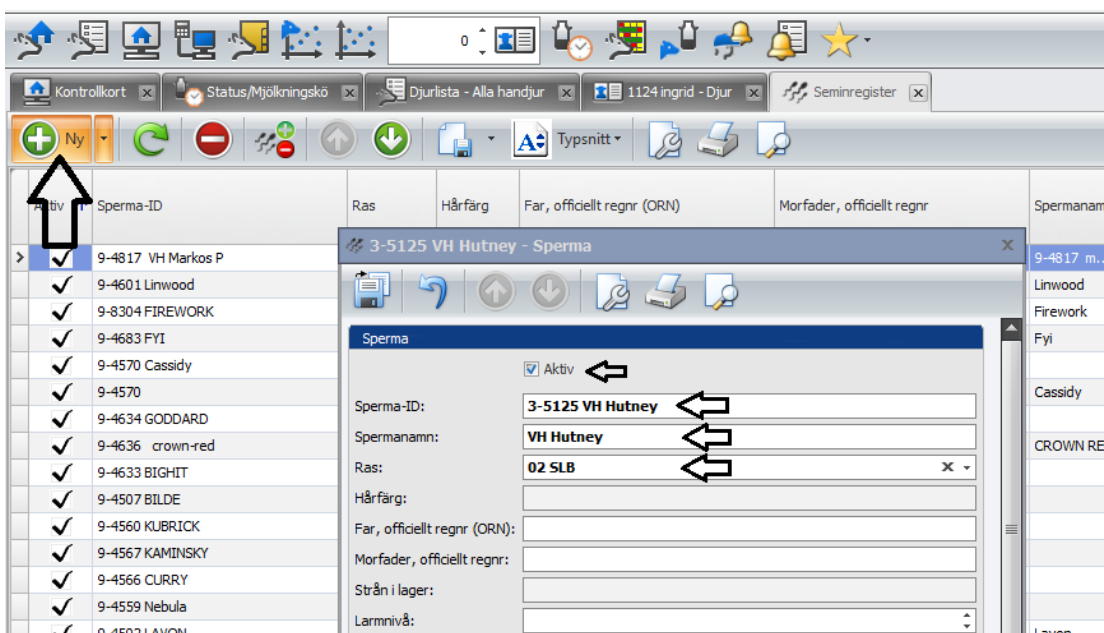 0
Kontrollkort
Status/Mjölkningskö
Djurlista - Alla handjur
1124 ingrid - Djur
Seminregister
Ny
Typsnitt
Sperma-ID
Ras
Hårfärg
Far, officiellt regnr (ORN)
Morfader, officiellt regnr
Spermanam
9-4817 VH Markos P
9-4817 m..
9-4601 Linwood
Linwood
9-8304 FIREWORK
Firework
9-4683 FYI
Fyi
9-4570 Cassidy
9-4570
Cassidy
9-4634 GODDARD
9-4636 crown-red
CROWN RE
9-4633 BIGHIT
9-4507 BILDE
9-4560 KUBRICK
9-4567 KAMINSKY
9-4566 CURRY
9-4559 Nebula
3-5125 VH Hutney - Sperma
Sperma
Aktiv
Sperma-ID:
3-5125 VH Hutney
Spermanamn:
VH Hutney
Ras:
02 SLB
Hårfärg:
Far, officiellt regnr (ORN):
Morfader, officiellt regnr:
Strån i lager:
Larmnivå: